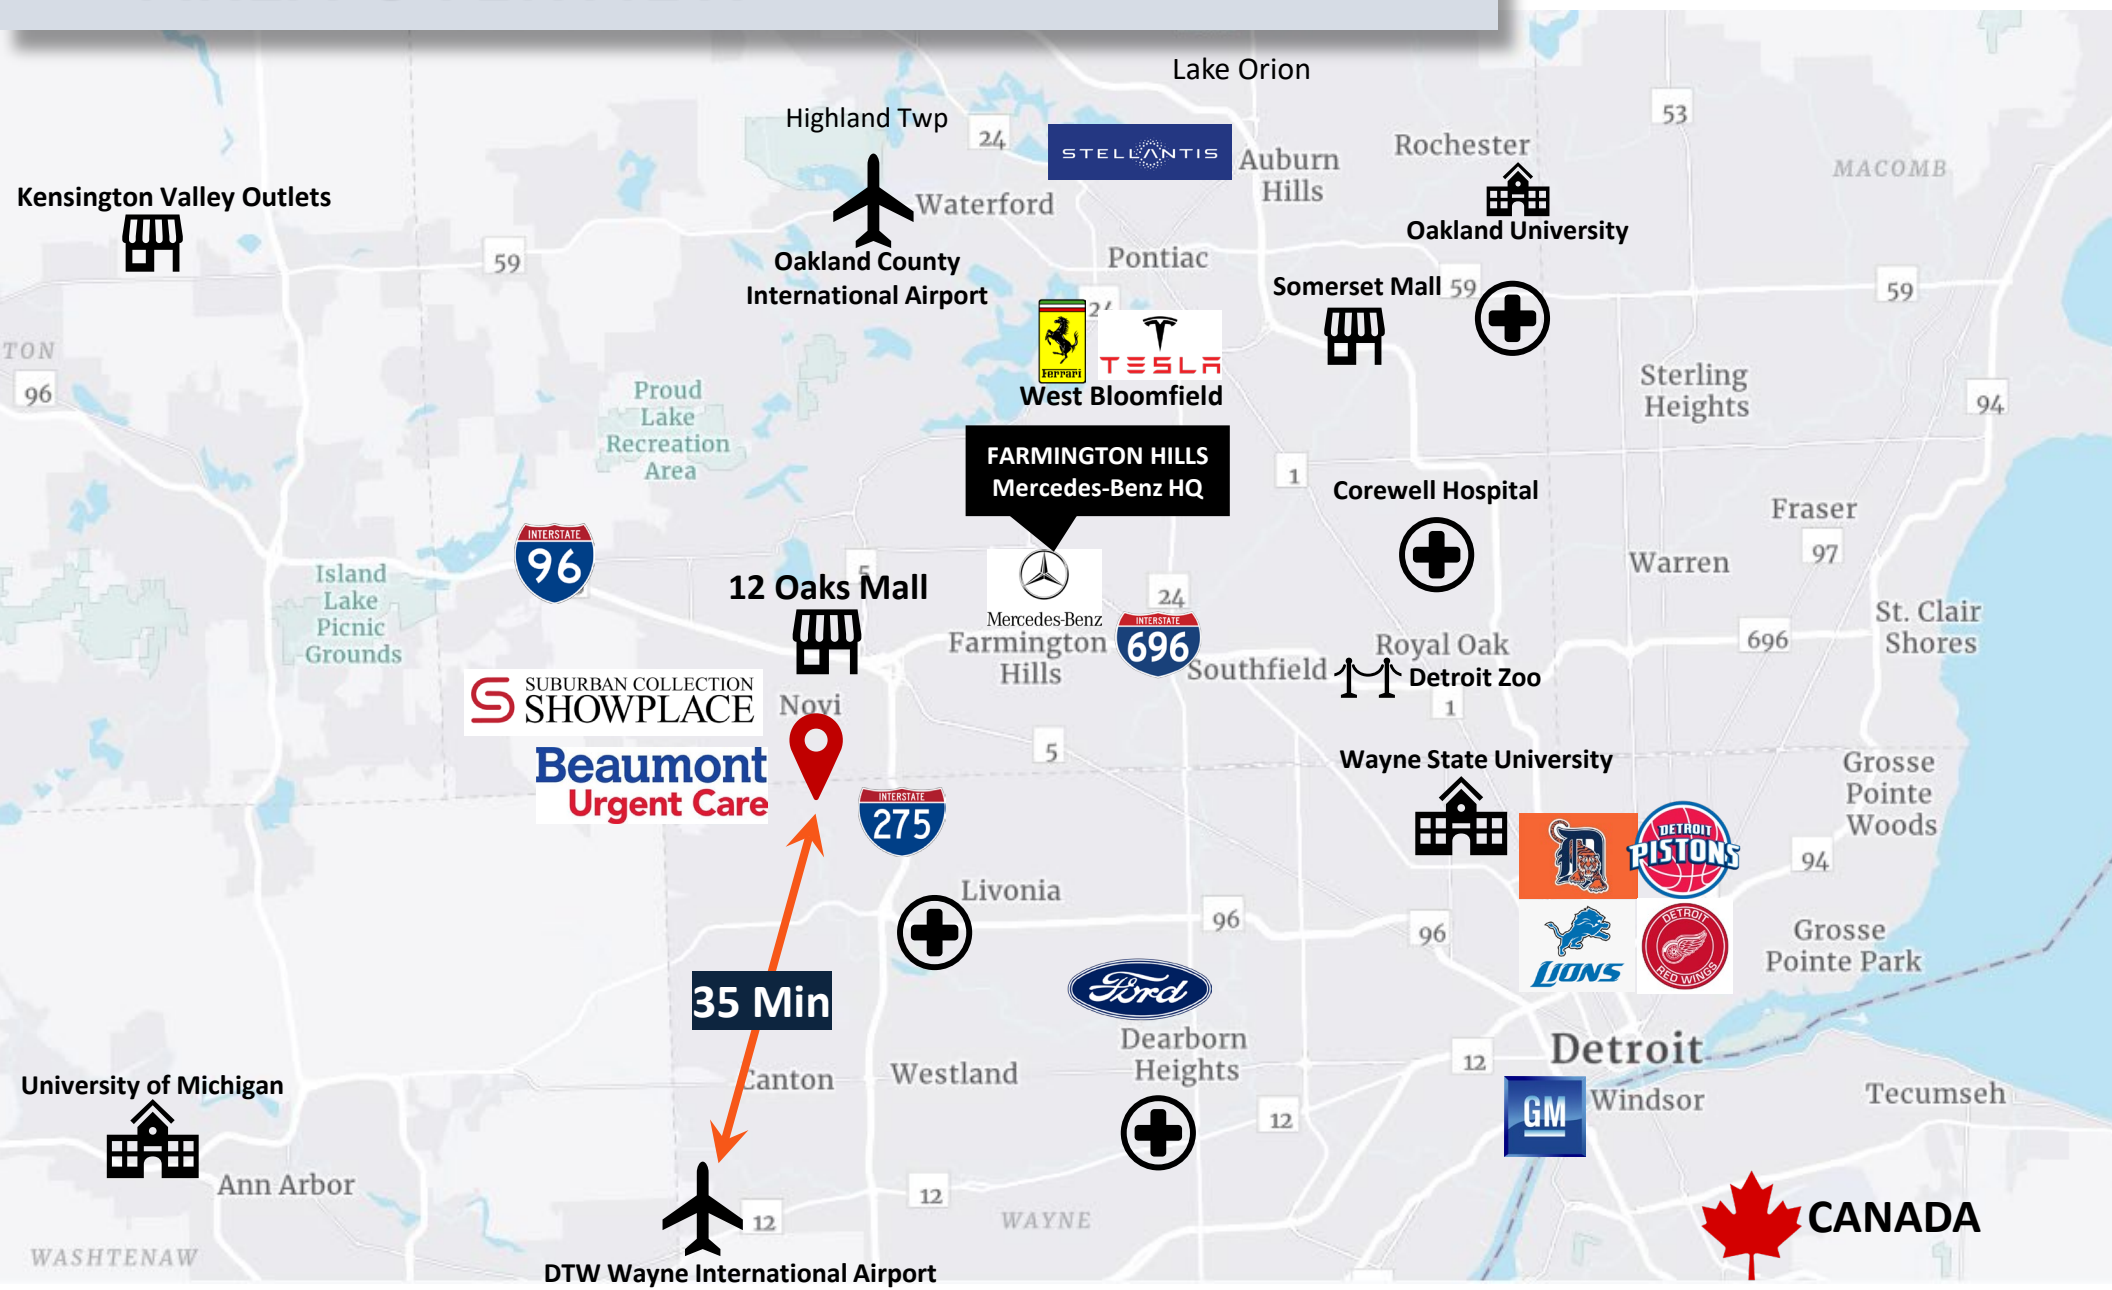 Lake Orion
Highland Twp
24
STELLANTIS
Auburn
Hills
Rochester
53
MACOMB
Kensington Valley Outlets
Waterford
Oakland University
59
Oakland County
International Airport
Pontiac
Somerset Mall
59
59
24
Ferrari
TESLA
West Bloomfield
TON
96
Proud
Lake
Recreation
Area
Sterling
Heights
94
FARMINGTON HILLS
Mercedes-Benz HQ
1
Corewell Hospital
Fraser
97
Warren
INTERSTATE
96
Island
Lake
Picnic
Grounds
5
12 Oaks Mall
Mercedes-Benz
24
Farmington
Hills
INTERSTATE
696
Southfield
Royal Oak
Detroit Zoo
1
696
St. Clair
Shores
SUBURBAN COLLECTION
SHOWPLACE
Novi
5
Beaumont
Urgent Care
INTERSTATE
275
Wayne State University
Grosse
Pointe
Woods
D
DETROIT
PISTONS
94
Livonia
96
96
LIONS
DETROIT
RED WINGS
Grosse
Pointe Park
35 Min
Ford
Dearborn
Heights
12
Detroit
Canton
Westland
University of Michigan
GM
Windsor
Tecumseh
12
Ann Arbor
12
12
WAYNE
CANADA
WASHTENAW
DTW Wayne International Airport